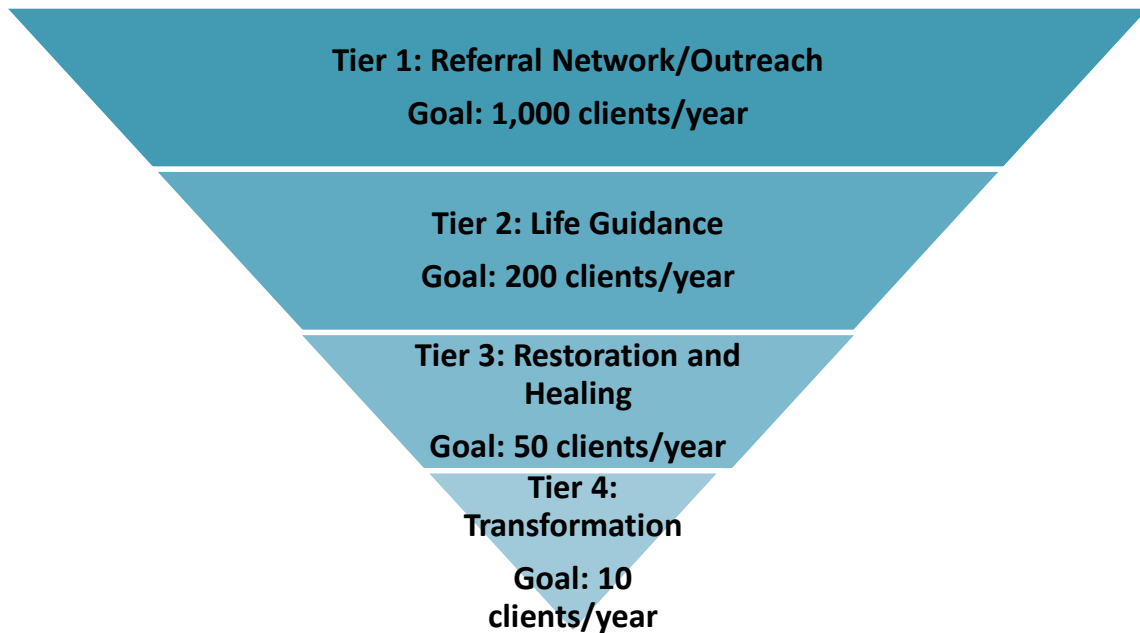 Tier 1: Referral Network/Outreach
Goal: 1,000 clients/year
Tier 2: Life Guidance
Goal: 200 clients/year
Tier 3: Restoration and
Healing
Goal: 50 clients/year
Tier 4:
Transformation
Goal: 10
clients/year